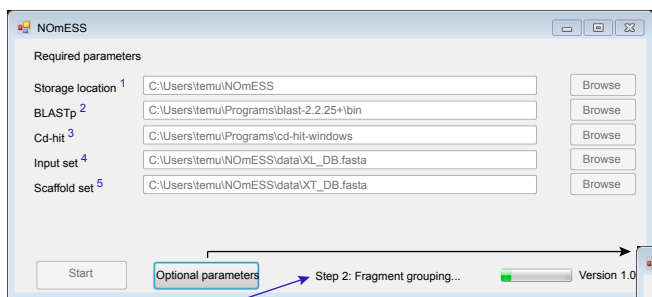 NOmESS
Required parameters
Storage location 1 C:\Users\temu\NOmESS Browse
BLASTp 2 C:\Users\temu\Programs\blast-2.2.25+\bin Browse
Cd-hit 3 C:\Users\temu\Programs\cd-hit-windows Browse
Input set 4 C:\Users\temu\NOmESS\data\XL_DB.fasta Browse
Scaffold set 5 C:\Users\temu\NOmESS\data\XT_DB.fasta Browse
Start Optional parameters Step 2: Fragment grouping... Version 1.0